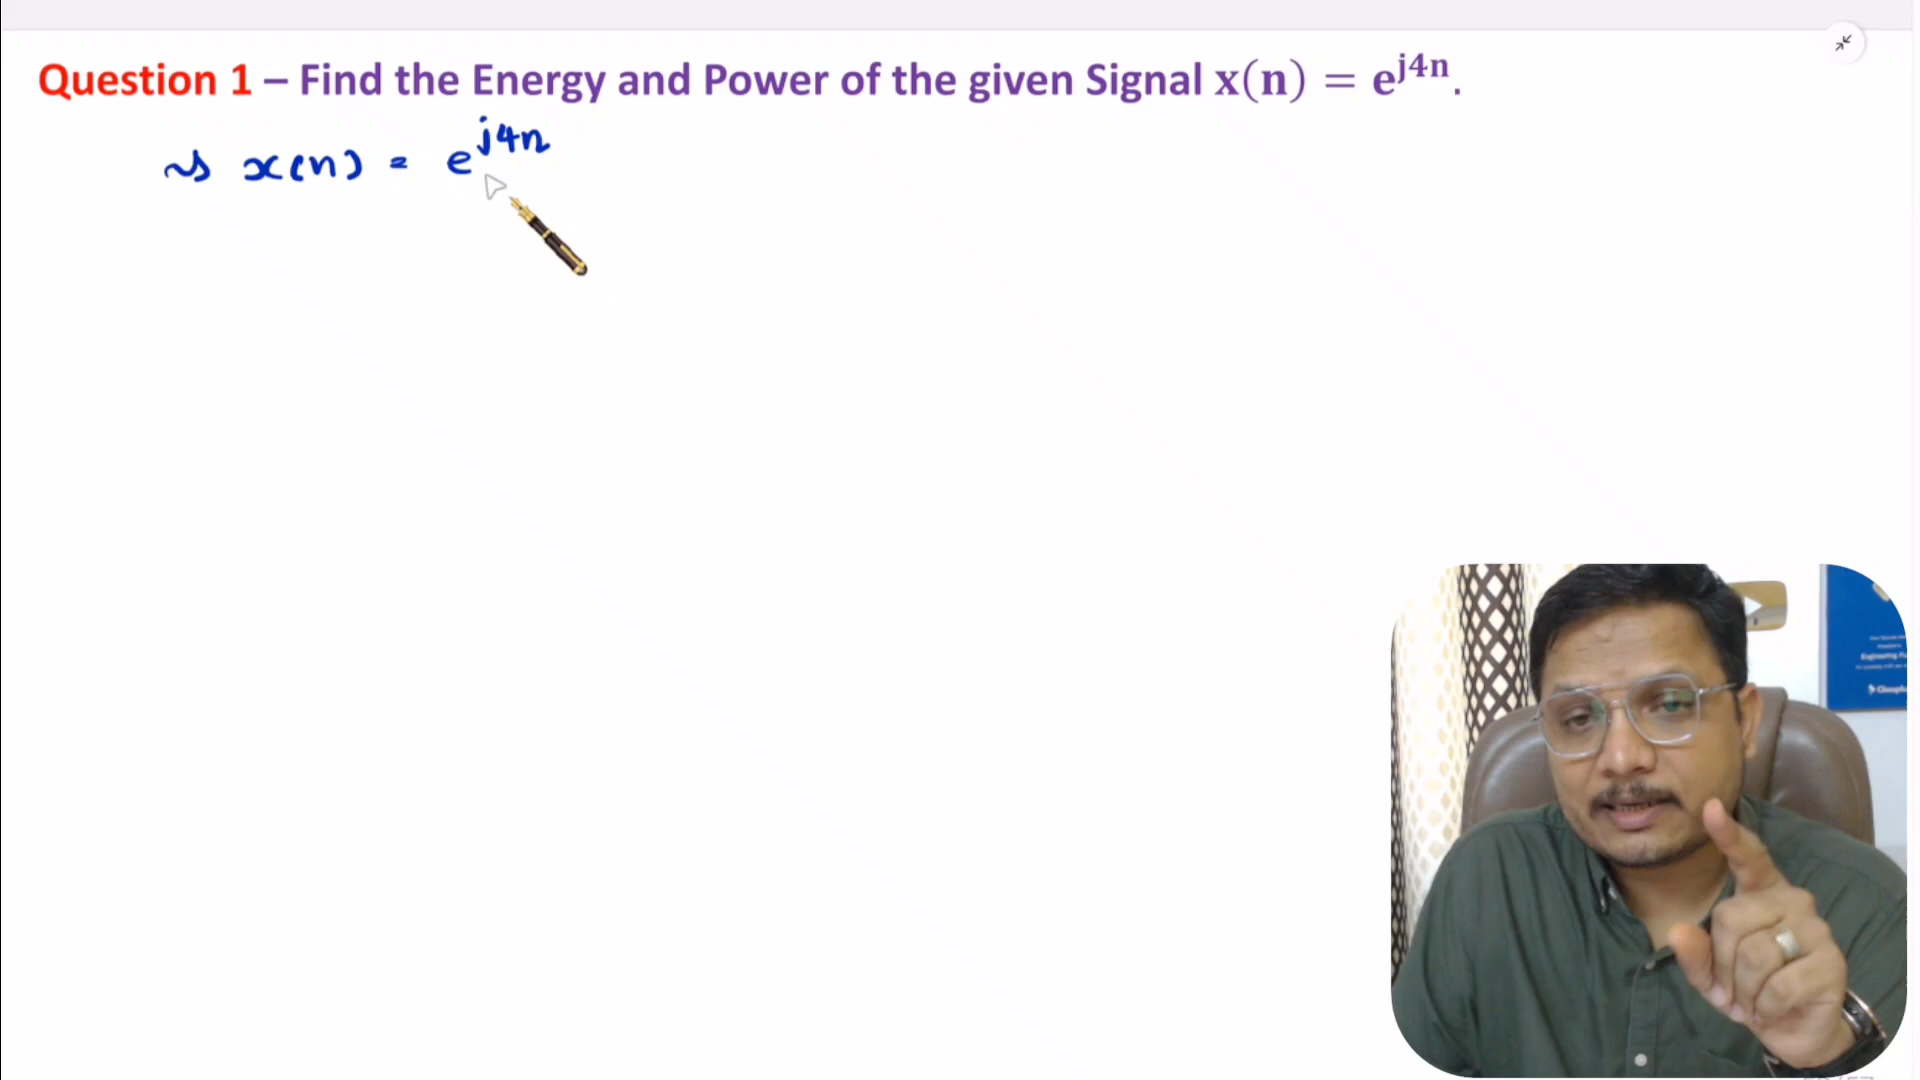 Question 1 – Find the Energy and Power of the given Signal x(n) = e^{j4n}.
x(n) = e^{j4n}